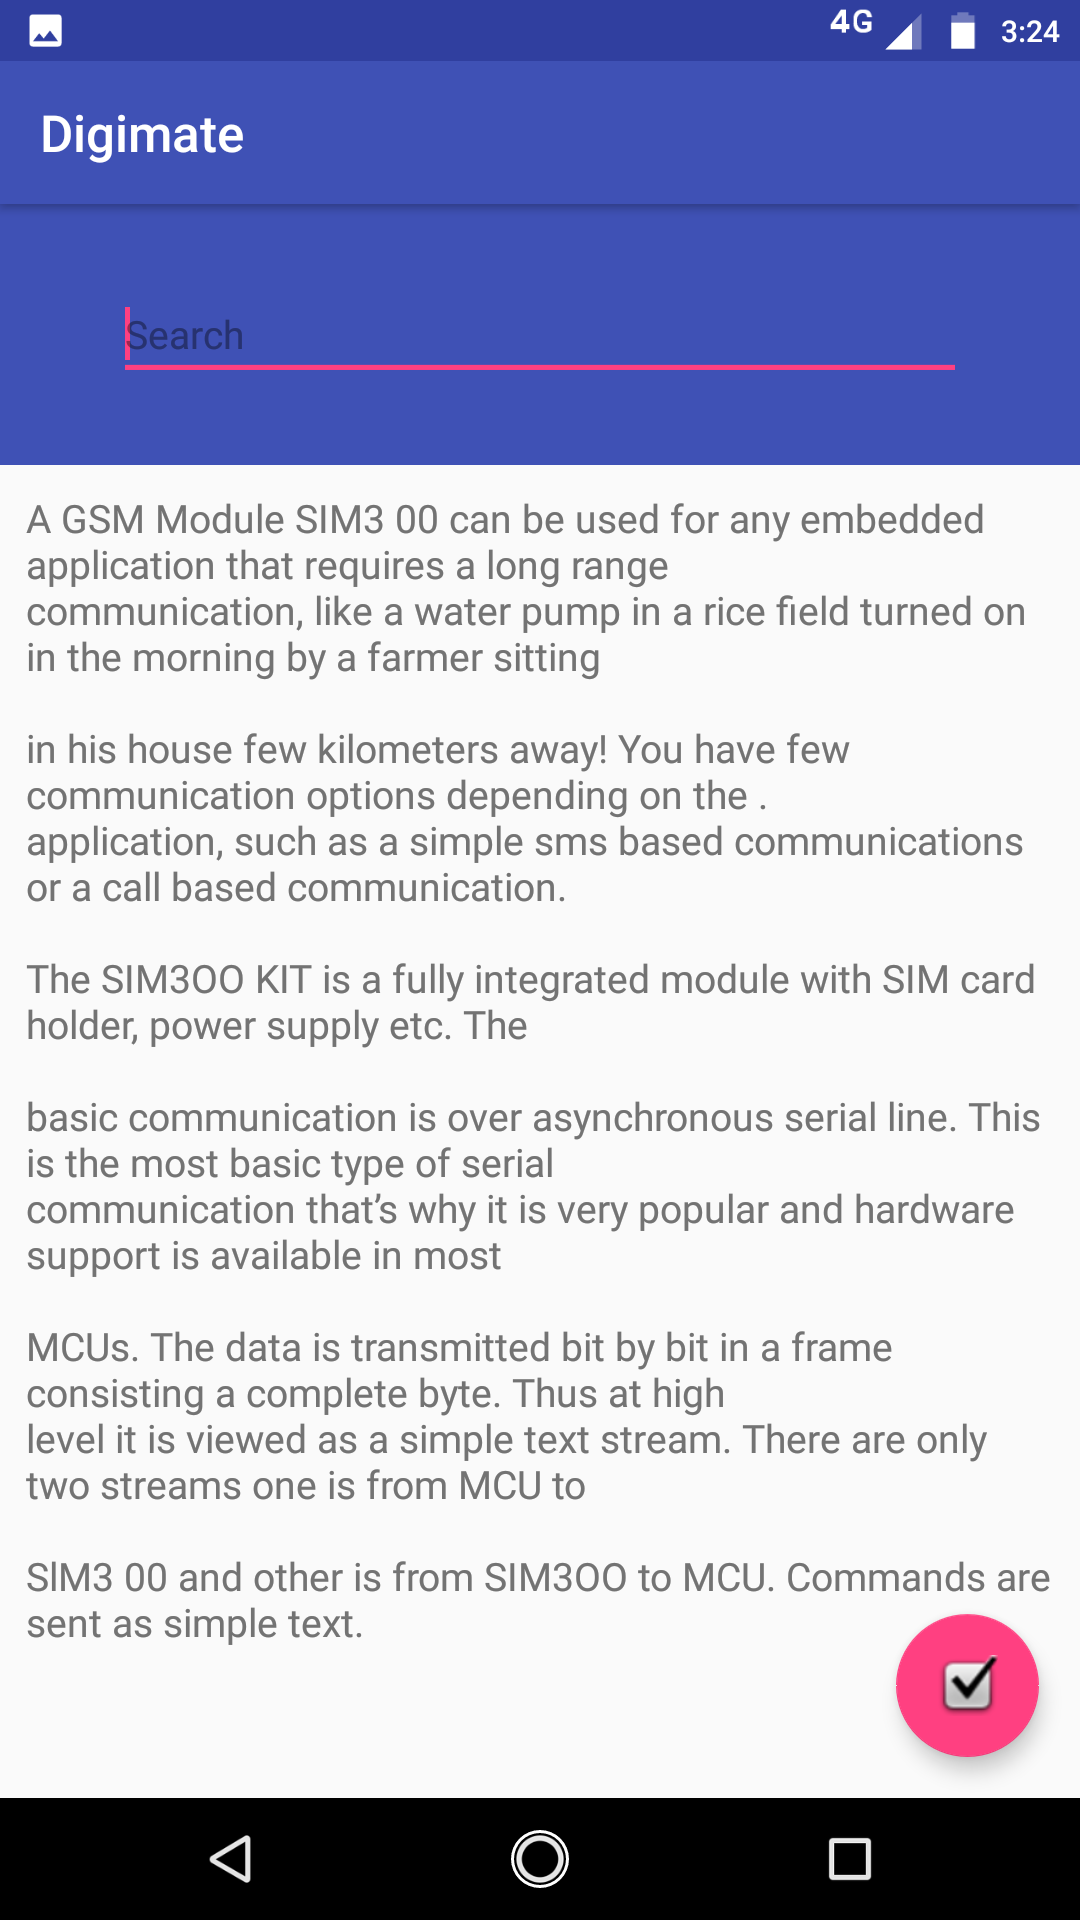 4G 3:24
Digimate
Search
A GSM Module SIM3 00 can be used for any embedded
application that requires a long range
communication, like a water pump in a rice field turned on
in the morning by a farmer sitting
in his house few kilometers away! You have few
communication options depending on the .
application, such as a simple sms based communications
or a call based communication.
The SIM3OO KIT is a fully integrated module with SIM card
holder, power supply etc. The
basic communication is over asynchronous serial line. This
is the most basic type of serial
communication that’s why it is very popular and hardware
support is available in most
MCUs. The data is transmitted bit by bit in a frame
consisting a complete byte. Thus at high
level it is viewed as a simple text stream. There are only
two streams one is from MCU to
SlM3 00 and other is from SIM3OO to MCU. Commands are
sent as simple text.